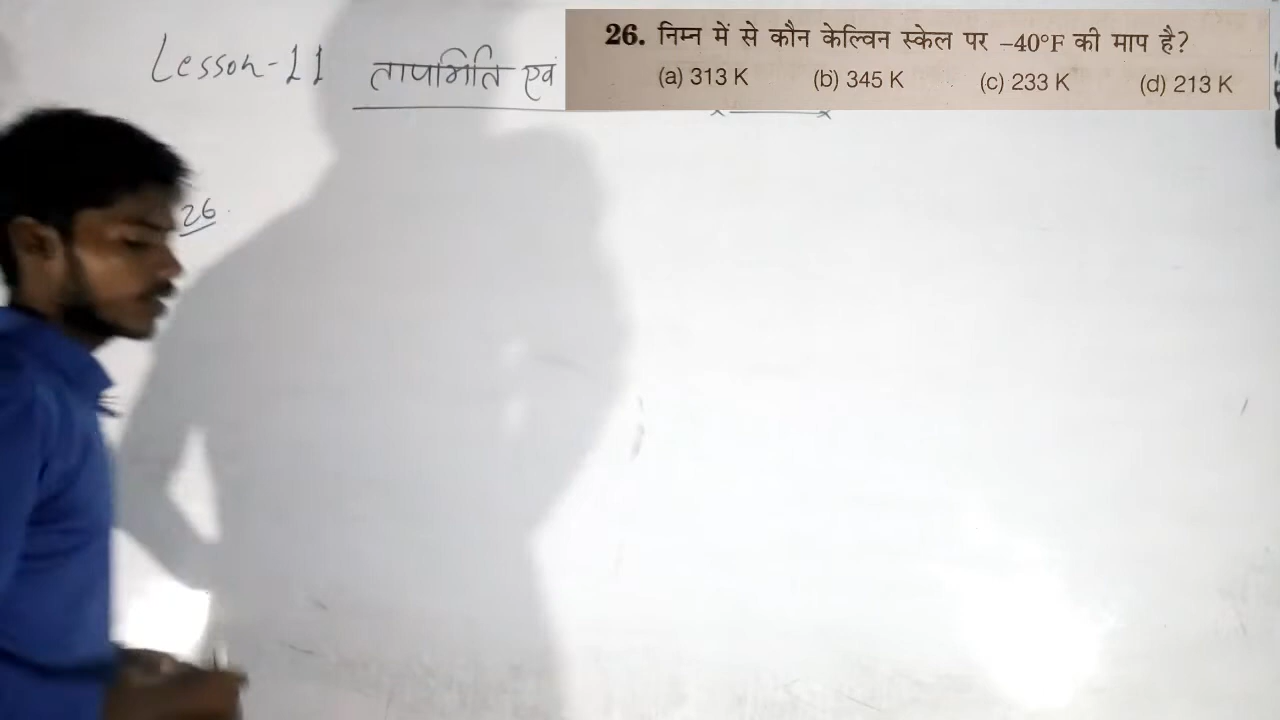 Lesson-11 तापमिति एवं
26. निम्न में से कौन केल्विन स्केल पर –40°F की माप है?
(a) 313 K (b) 345 K (c) 233 K (d) 213 K
26.